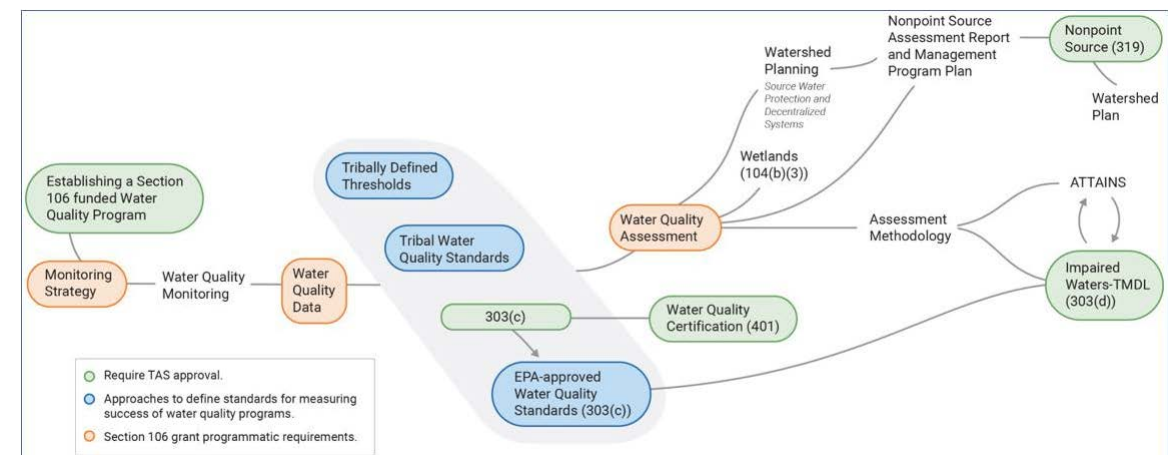 Establishing a Section
106 funded Water
Quality Program
Monitoring
Strategy
Water Quality
Monitoring
Water
Quality
Data
Tribally Defined
Thresholds
Tribal Water
Quality Standards
303(c)
EPA-approved
Water Quality
Standards (303(c))
Water Quality
Certification (401)
Water Quality
Assessment
Wetlands
(104(b)(3))
Watershed
Planning
Source Water
Protection and
Decentralized
Systems
Nonpoint Source
Assessment Report
and Management
Program Plan
Nonpoint
Source (319)
Watershed
Plan
Assessment
Methodology
ATTAINS
Impaired
Waters-TMDL
(303(d))
Require TAS approval.
Approaches to define standards for measuring
success of water quality programs.
Section 106 grant programmatic requirements.